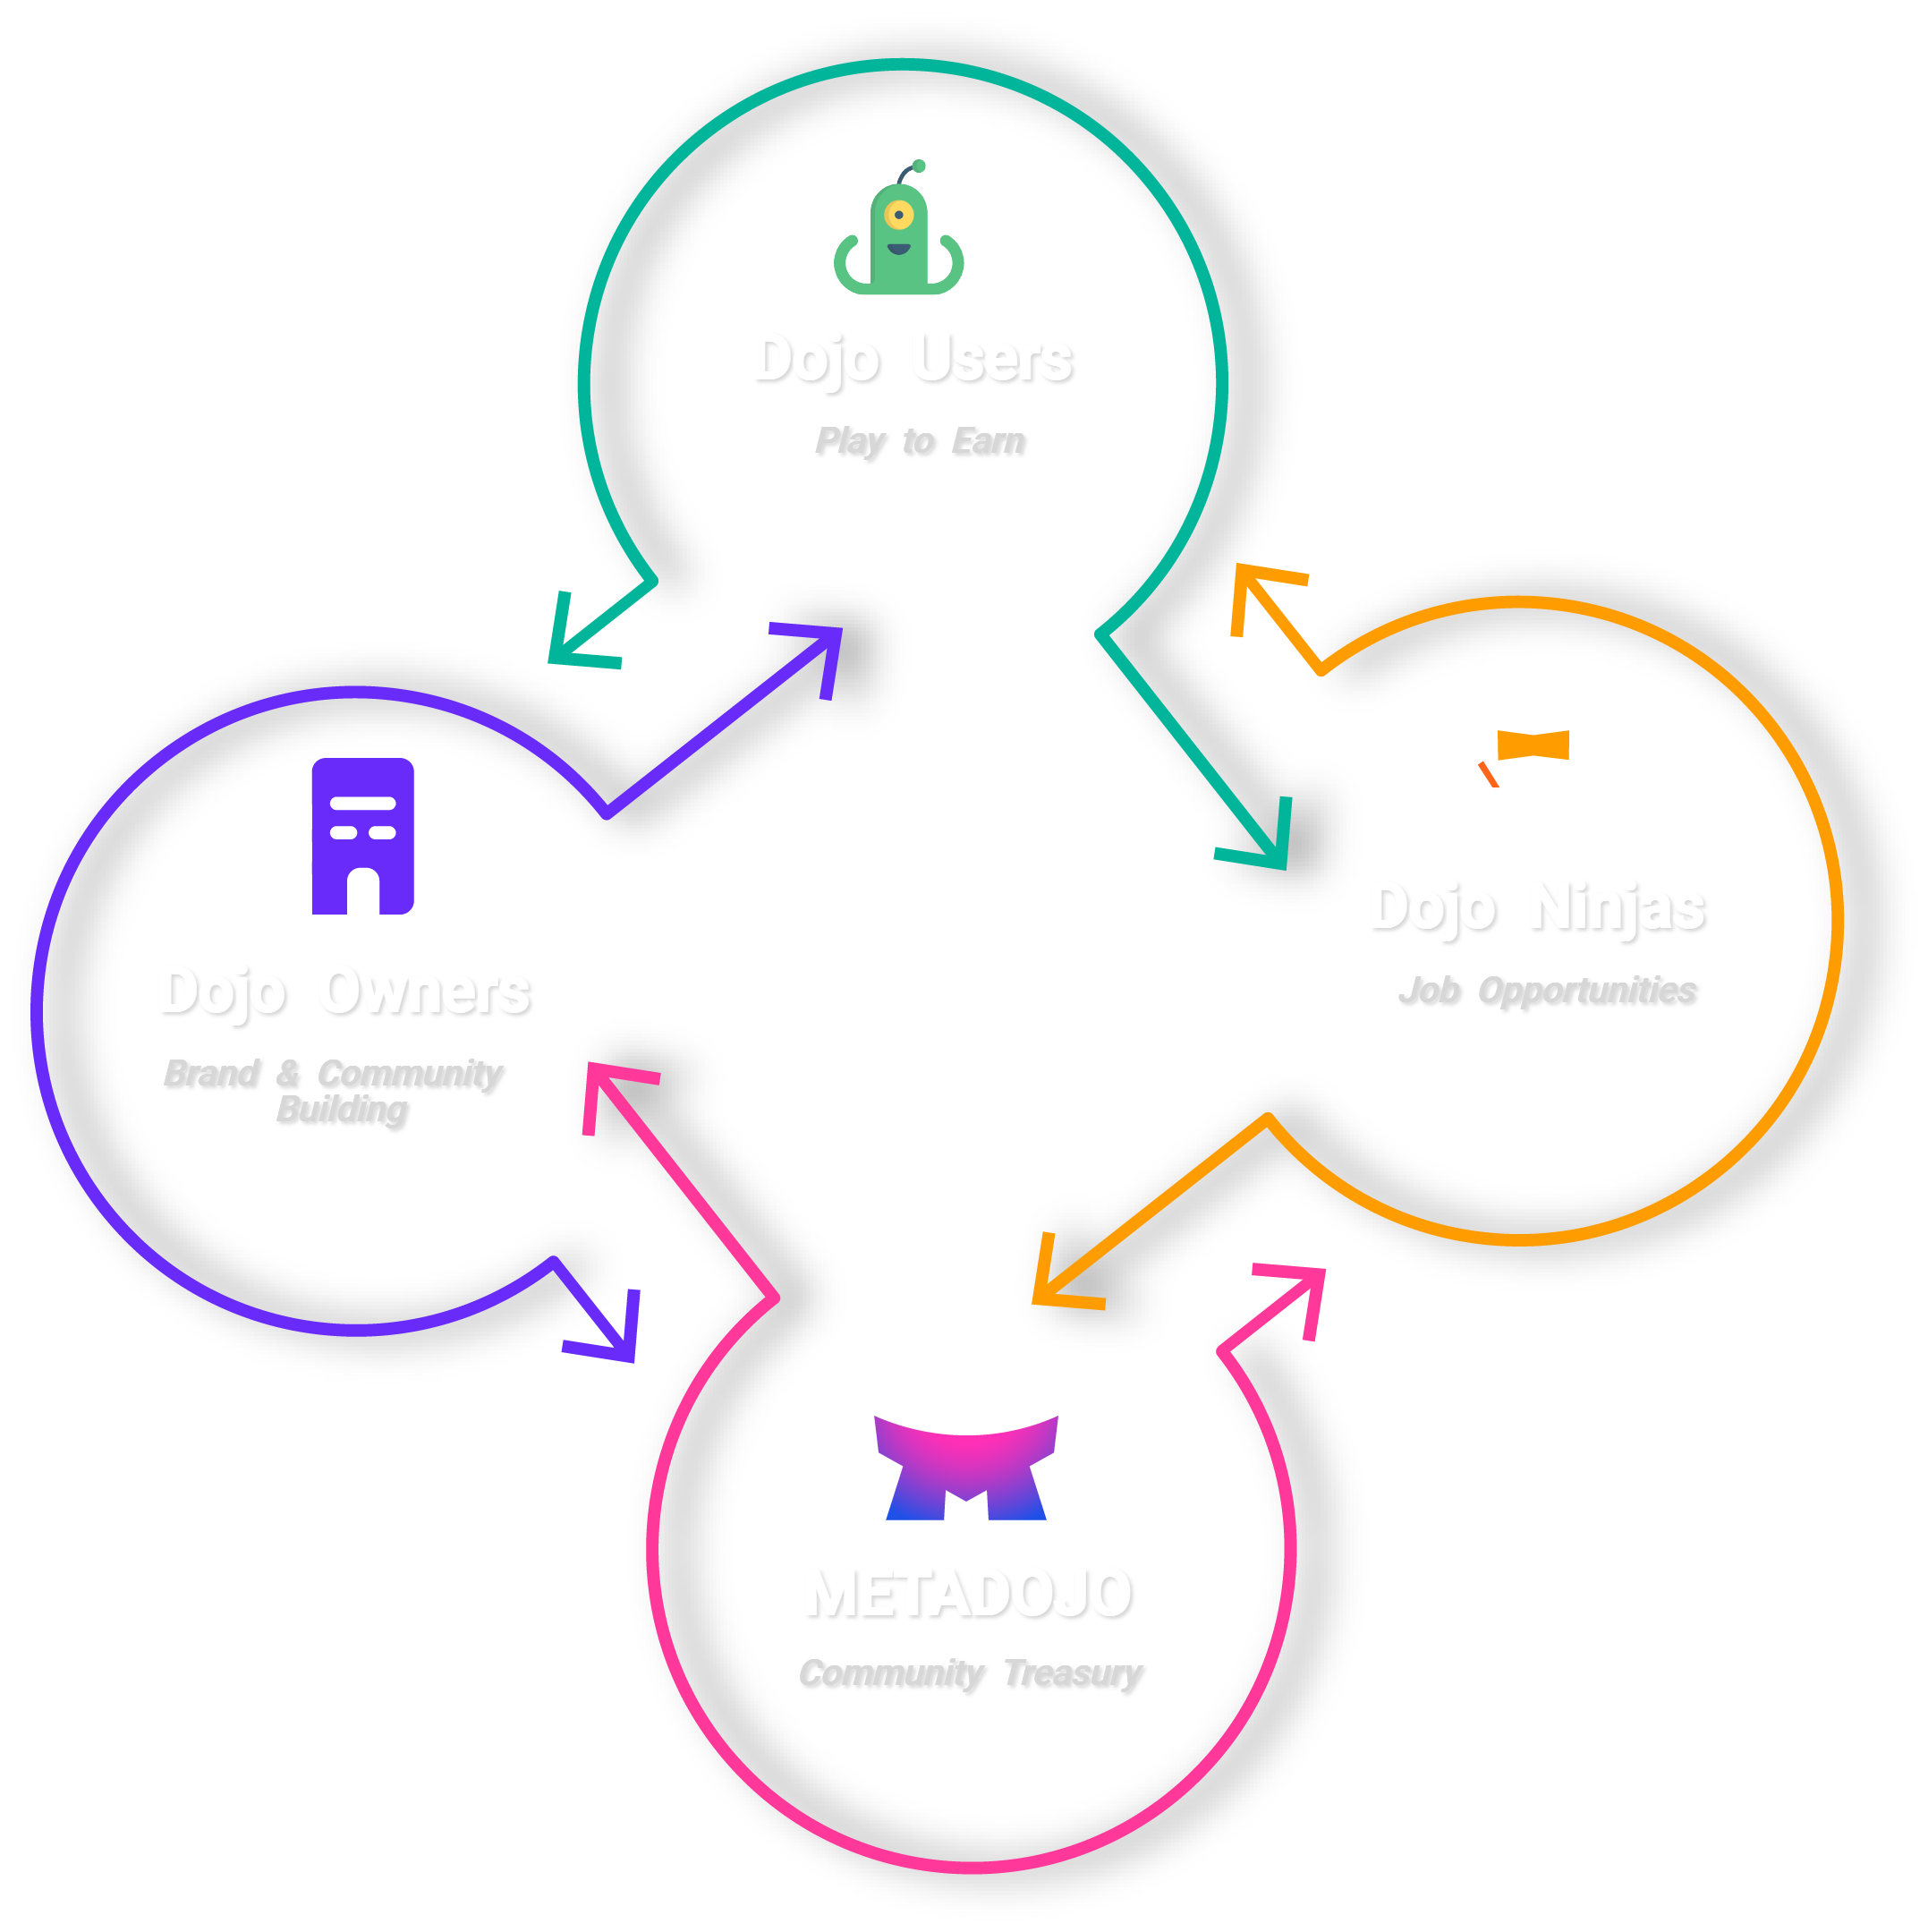 Dojo Users
Play to Earn
Dojo Ninjas
Job Opportunities
Dojo Owners
Brand & Community
Building
METADOJO
Community Treasury